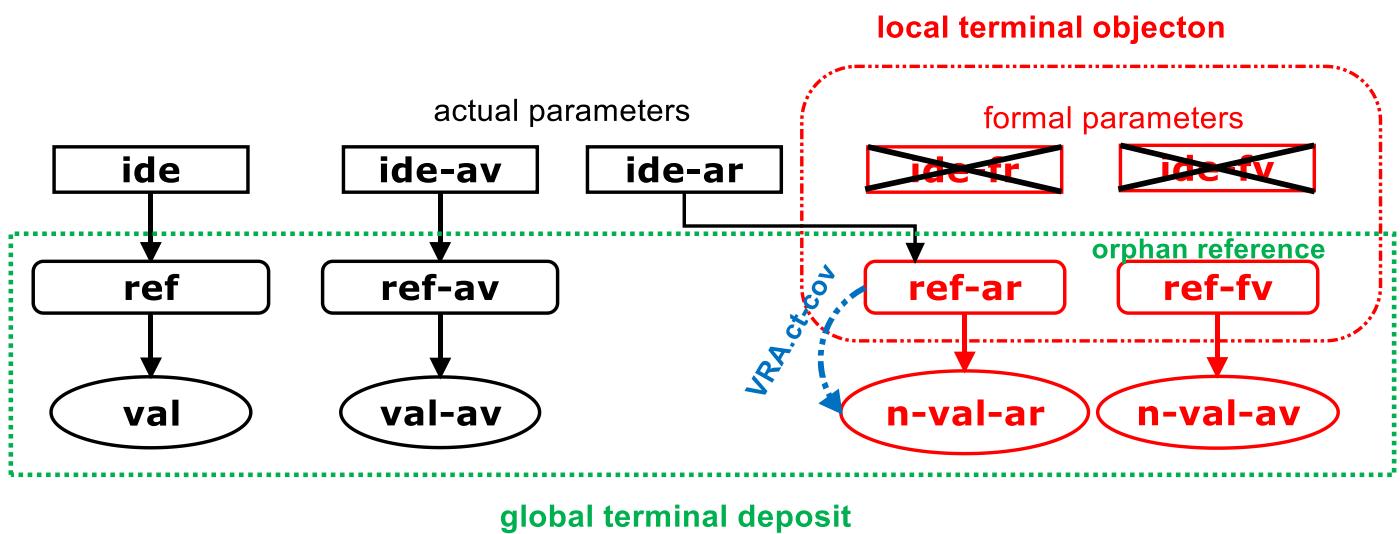 local terminal objecton
actual parameters
formal parameters
ide
ide-av
ide-ar
ide-fr
ide-fv
orphan reference
ref
ref-av
ref-ar
ref-fv
VRA.ct-cov
val
val-av
n-val-ar
n-val-av
global terminal deposit